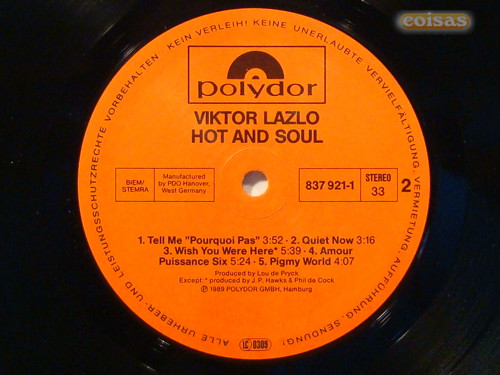 eoisas
KEIN VERLEIH! KEINE UNERLAUBTE VERVIELFÄLTIGUNG, VERMIETUNG, AUFFÜHRUNG, SENDUNG!
ALLE URHEBER- UND LEISTUNGSSCHUTZRECHTE VORBEHALTEN
polydor
VIKTOR LAZLO
HOT AND SOUL
BIEM/
STEMRA
Manufactured
by PDO Hanover,
West Germany
837 921-1
STEREO
33
2
1. Tell Me "Pourquoi Pas" 3:52 · 2. Quiet Now 3:16
3. Wish You Were Here* 5:39 · 4. Amour
Puissance Six 5:24 · 5. Pigmy World 4:07
Produced by Lou de Pryck
Except: * produced by J. P. Hawks & Phil de Cock
℗ 1989 POLYDOR GMBH, Hamburg
LC 0309